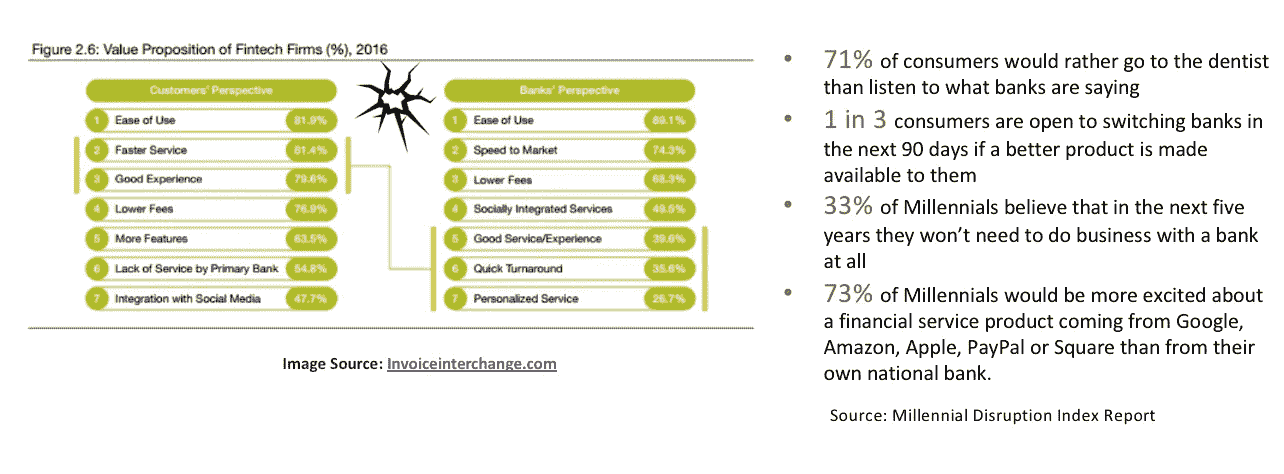 Figure 2.6: Value Proposition of Fintech Firms (%), 2016
Customers' Perspective
1 Ease of Use 81.9%
2 Faster Service 81.4%
3 Good Experience 79.6%
4 Lower Fees 76.9%
5 More Features 63.5%
6 Lack of Service by Primary Bank 54.8%
7 Integration with Social Media 47.7%
Banks' Perspective
1 Ease of Use 89.1%
2 Speed to Market 74.3%
3 Lower Fees 68.3%
4 Socially Integrated Services 49.5%
5 Good Service/Experience 39.6%
6 Quick Turnaround 35.6%
7 Personalized Service 26.7%
Image Source: Invoiceinterchange.com
• 71% of consumers would rather go to the dentist
than listen to what banks are saying
• 1 in 3 consumers are open to switching banks in
the next 90 days if a better product is made
available to them
• 33% of Millennials believe that in the next five
years they won't need to do business with a bank
at all
• 73% of Millennials would be more excited about
a financial service product coming from Google,
Amazon, Apple, PayPal or Square than from their
own national bank.
Source: Millennial Disruption Index Report